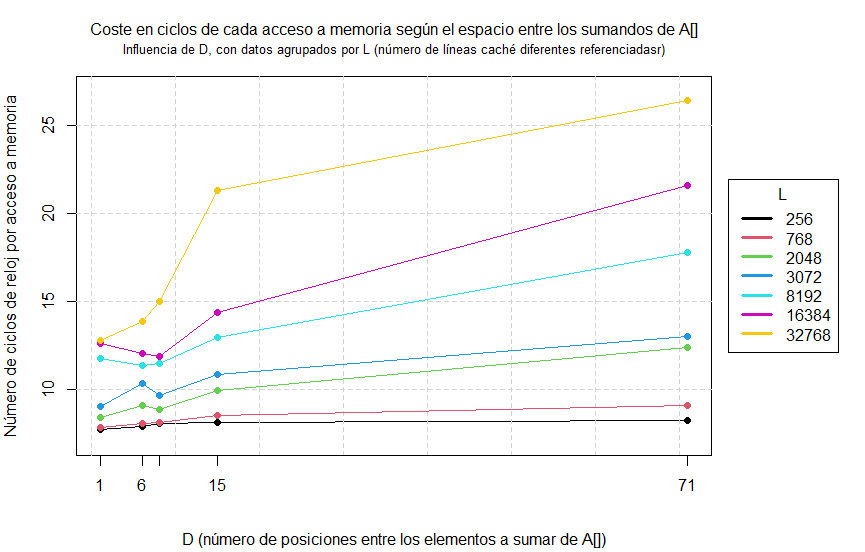 Coste en ciclos de cada acceso a memoria según el espacio entre los sumandos de A[]
Influencia de D, con datos agrupados por L (número de líneas caché diferentes referenciadasr)
Número de ciclos de reloj por acceso a memoria
25
20
15
10
1 6 15 71
D (número de posiciones entre los elementos a sumar de A[])
L
256
768
2048
3072
8192
16384
32768